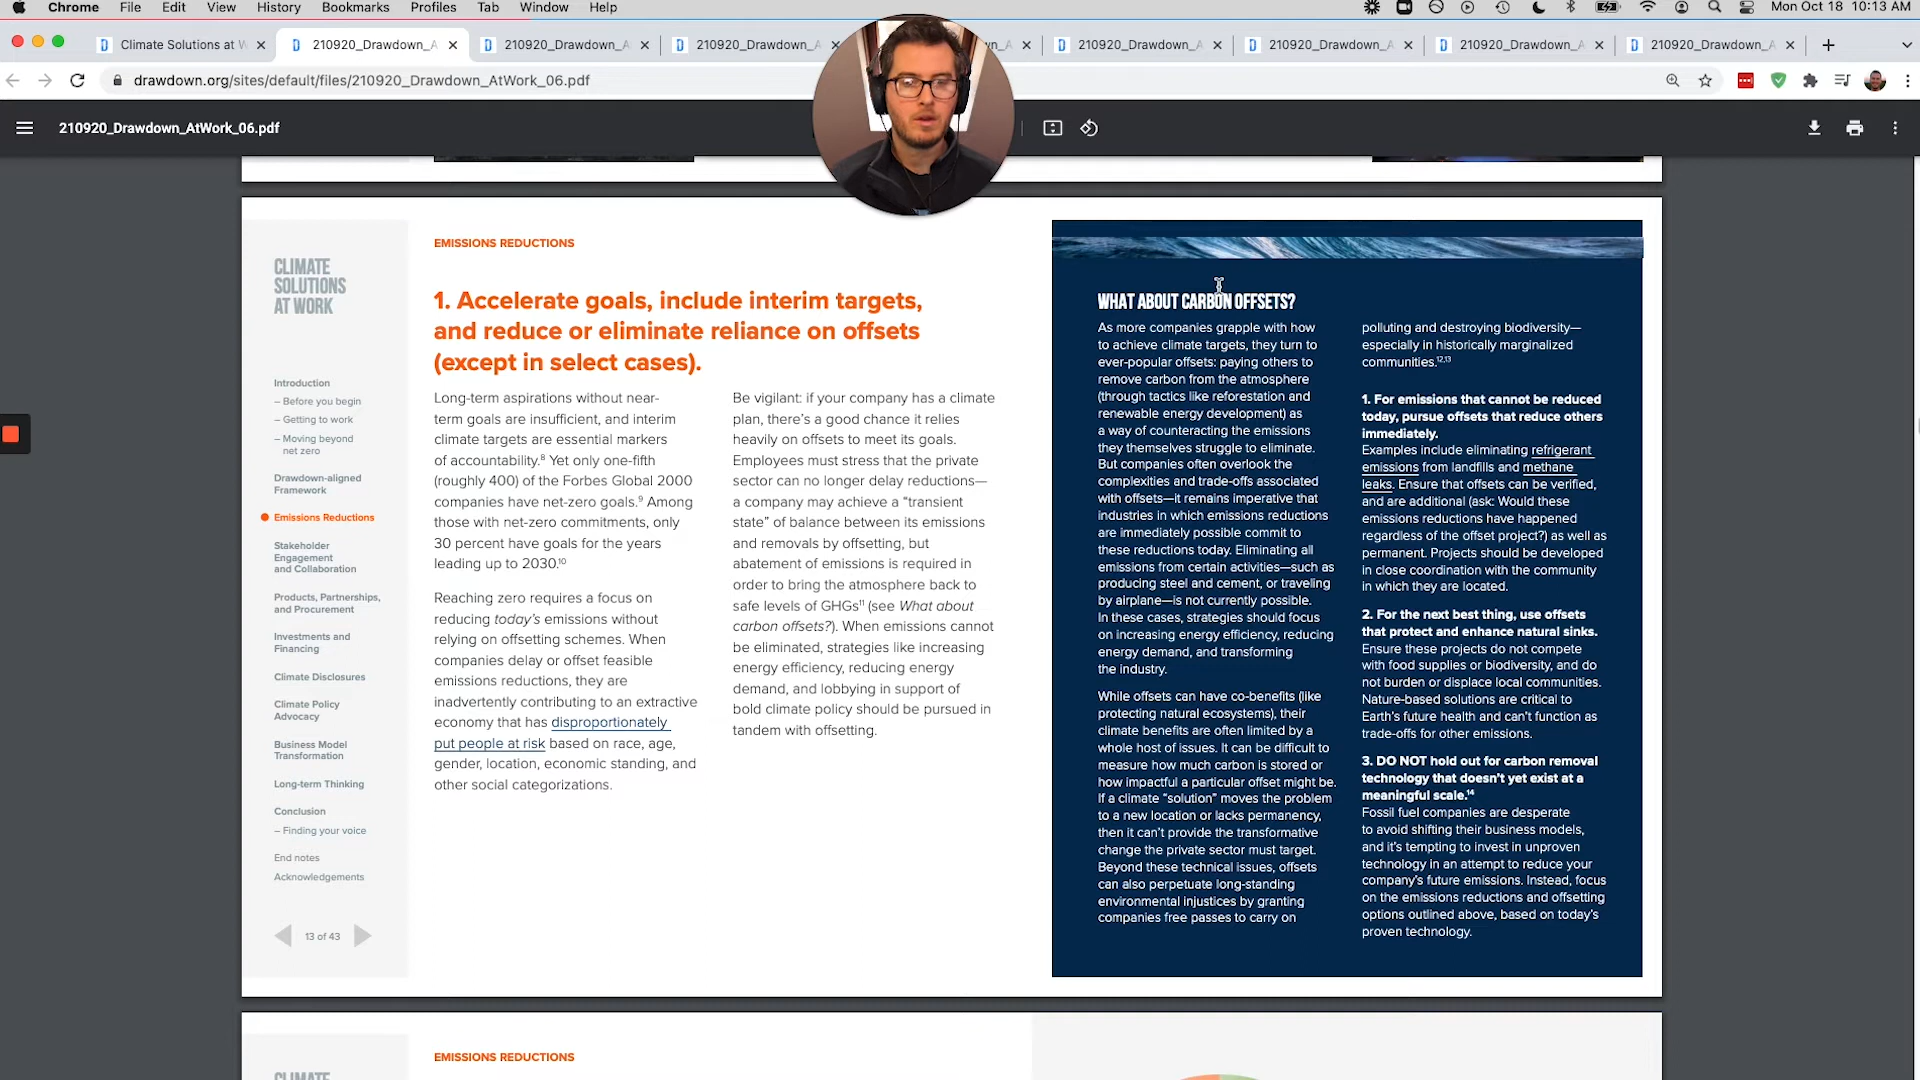 Chrome File Edit View History Bookmarks Profiles Tab Window Help
Mon Oct 18 10:13 AM
Climate Solutions at W
210920_Drawdown_A
210920_Drawdown_A
210920_Drawdown_A
210920_Drawdown_A
210920_Drawdown_A
210920_Drawdown_A
210920_Drawdown_A
drawdown.org/sites/default/files/210920_Drawdown_AtWork_06.pdf
210920_Drawdown_AtWork_06.pdf
CLIMATE
SOLUTIONS
AT WORK
Introduction
– Before you begin
– Getting to work
– Moving beyond
net zero
Drawdown-aligned
Framework
Emissions Reductions
Stakeholder
Engagement
and Collaboration
Products, Partnerships,
and Procurement
Investments and
Financing
Climate Disclosures
Climate Policy
Advocacy
Business Model
Transformation
Long-term Thinking
Conclusion
– Finding your voice
End notes
Acknowledgements
13 of 43
EMISSIONS REDUCTIONS
1. Accelerate goals, include interim targets,
and reduce or eliminate reliance on offsets
(except in select cases).
Long-term aspirations without near-
term goals are insufficient, and interim
climate targets are essential markers
of accountability.⁸ Yet only one-fifth
(roughly 400) of the Forbes Global 2000
companies have net-zero goals.⁹ Among
those with net-zero commitments, only
30 percent have goals for the years
leading up to 2030.¹⁰
Reaching zero requires a focus on
reducing today’s emissions without
relying on offsetting schemes. When
companies delay or offset feasible
emissions reductions, they are
inadvertently contributing to an extractive
economy that has disproportionately
put people at risk based on race, age,
gender, location, economic standing, and
other social categorizations.
Be vigilant: if your company has a climate
plan, there’s a good chance it relies
heavily on offsets to meet its goals.
Employees must stress that the private
sector can no longer delay reductions—
a company may achieve a “transient
state” of balance between its emissions
and removals by offsetting, but
abatement of emissions is required in
order to bring the atmosphere back to
safe levels of GHGs¹¹ (see What about
carbon offsets?). When emissions cannot
be eliminated, strategies like increasing
energy efficiency, reducing energy
demand, and lobbying in support of
bold climate policy should be pursued in
tandem with offsetting.
WHAT ABOUT CARBON OFFSETS?
As more companies grapple with how
to achieve climate targets, they turn to
ever-popular offsets: paying others to
remove carbon from the atmosphere
(through tactics like reforestation and
renewable energy development) as
a way of counteracting the emissions
they themselves struggle to eliminate.
But companies often overlook the
complexities and trade-offs associated
with offsets—it remains imperative that
industries in which emissions reductions
are immediately possible commit to
these reductions today. Eliminating all
emissions from certain activities—such as
producing steel and cement, or traveling
by airplane—is not currently possible.
In these cases, strategies should focus
on increasing energy efficiency, reducing
energy demand, and transforming
the industry.
While offsets can have co-benefits (like
protecting natural ecosystems), their
climate benefits are often limited by a
whole host of issues. It can be difficult to
measure how much carbon is stored or
how impactful a particular offset might be.
If a climate “solution” moves the problem
to a new location or lacks permanency,
then it can’t provide the transformative
change the private sector must target.
Beyond these technical issues, offsets
can also perpetuate long-standing
environmental injustices by granting
companies free passes to carry on
polluting and destroying biodiversity—
especially in historically marginalized
communities.¹²,¹³
1. For emissions that cannot be reduced
today, pursue offsets that reduce others
immediately.
Examples include eliminating refrigerant
emissions from landfills and methane
leaks. Ensure that offsets can be verified,
and are additional (ask: Would these
emissions reductions have happened
regardless of the offset project?) as well as
permanent. Projects should be developed
in close coordination with the community
in which they are located.
2. For the next best thing, use offsets
that protect and enhance natural sinks.
Ensure these projects do not compete
with food supplies or biodiversity, and do
not burden or displace local communities.
Nature-based solutions are critical to
Earth’s future health and can’t function as
trade-offs for other emissions.
3. DO NOT hold out for carbon removal
technology that doesn’t yet exist at a
meaningful scale.¹⁴
Fossil fuel companies are desperate
to avoid shifting their business models,
and it’s tempting to invest in unproven
technology in an attempt to reduce your
company’s future emissions. Instead, focus
on the emissions reductions and offsetting
options outlined above, based on today’s
proven technology.
CLIMATE
EMISSIONS REDUCTIONS